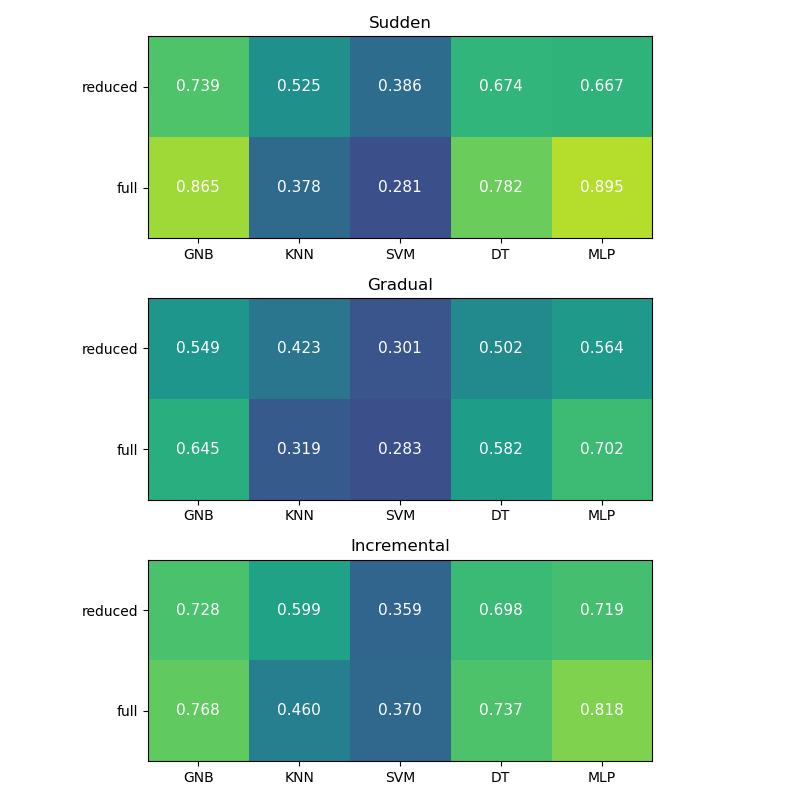 Sudden
reduced 0.739 0.525 0.386 0.674 0.667
full 0.865 0.378 0.281 0.782 0.895
GNB KNN SVM DT MLP
Gradual
reduced 0.549 0.423 0.301 0.502 0.564
full 0.645 0.319 0.283 0.582 0.702
GNB KNN SVM DT MLP
Incremental
reduced 0.728 0.599 0.359 0.698 0.719
full 0.768 0.460 0.370 0.737 0.818
GNB KNN SVM DT MLP